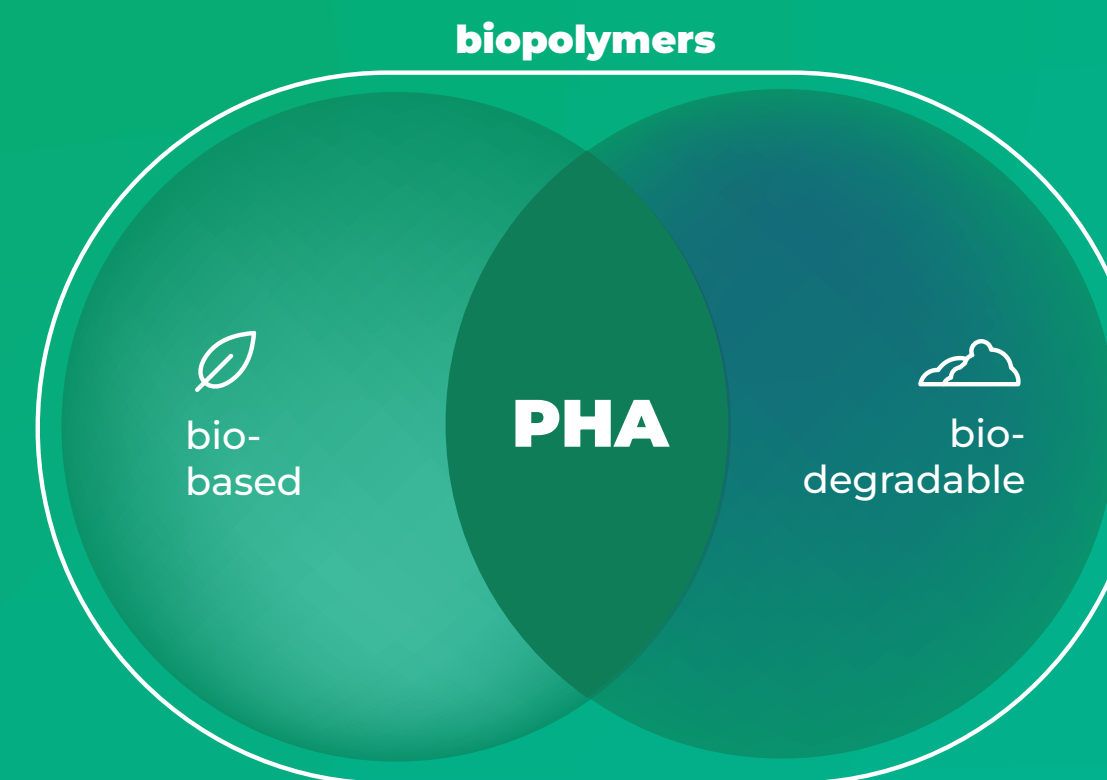 biopolymers
bio-
based
PHA
bio-
degradable